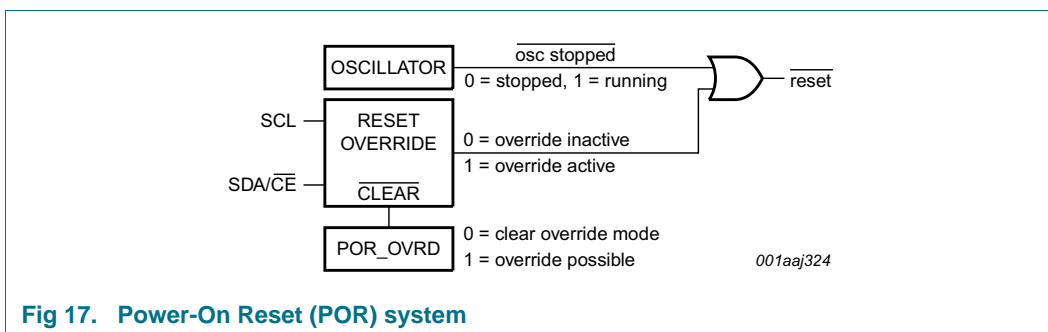 OSCILLATOR
osc stopped
0 = stopped, 1 = running
reset
SCL
RESET
OVERRIDE
0 = override inactive
1 = override active
SDA/CE
CLEAR
POR_OVRD
0 = clear override mode
1 = override possible
001aaj324
Fig 17. Power-On Reset (POR) system